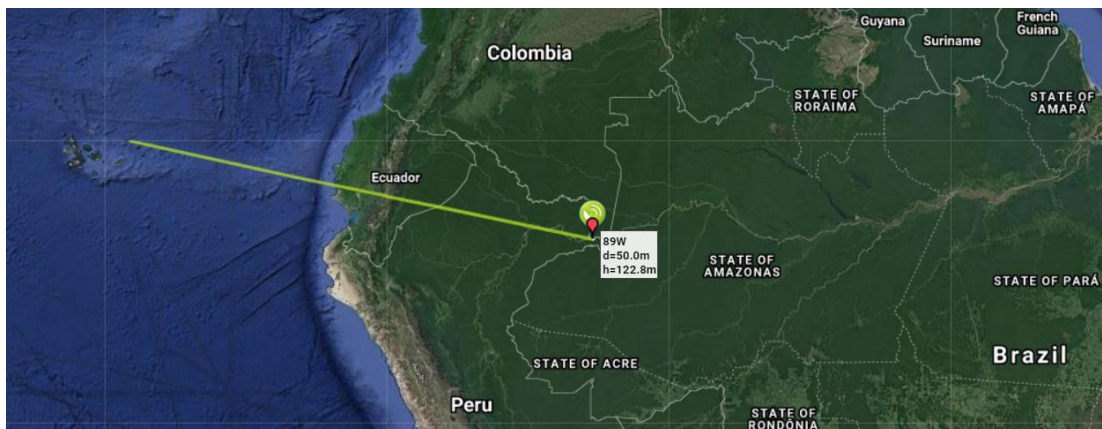 Guyana
French
Guiana
Suriname
Colombia
STATE OF
RORAIMA
STATE OF
AMAPÁ
Ecuador
89W
d=50.0m
h=122.8m
STATE OF
AMAZONAS
STATE OF PARÁ
Brazil
STATE OF ACRE
Peru
STATE OF
RONDÔNIA